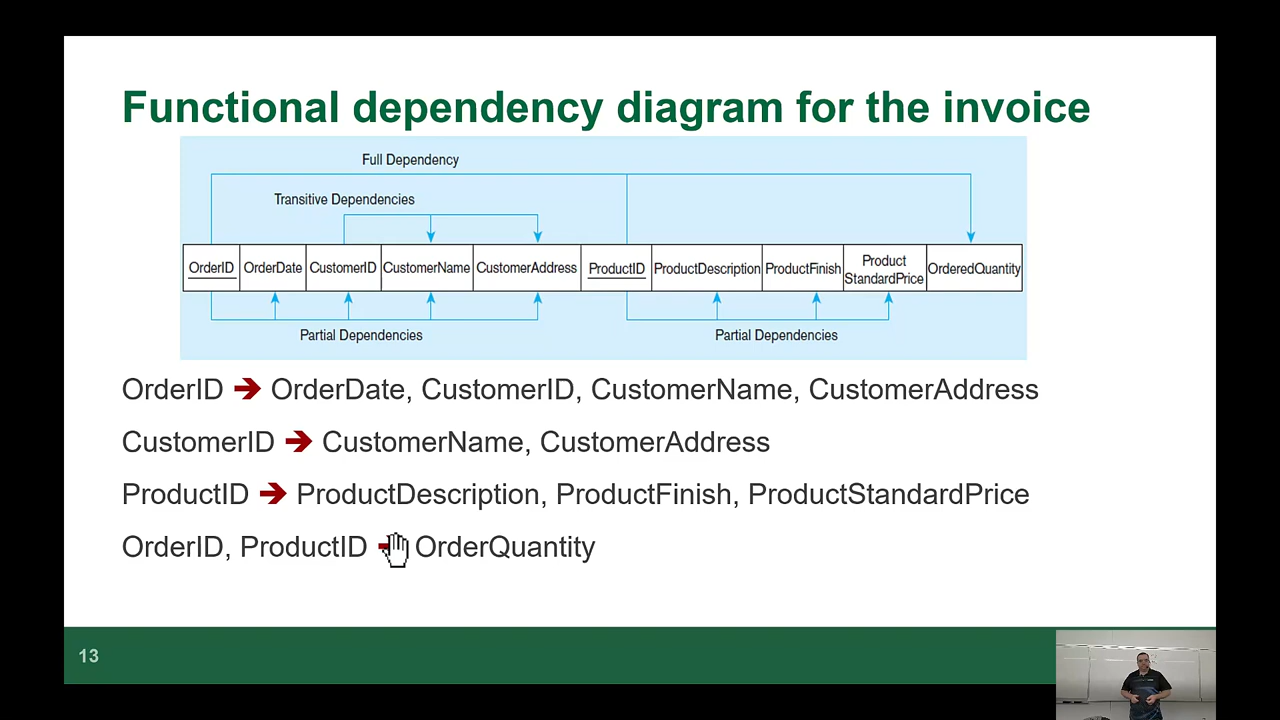 Functional dependency diagram for the invoice
Full Dependency
Transitive Dependencies
OrderID OrderDate CustomerID CustomerName CustomerAddress ProductID ProductDescription ProductFinish Product StandardPrice OrderedQuantity
Partial Dependencies Partial Dependencies
OrderID ➔ OrderDate, CustomerID, CustomerName, CustomerAddress
CustomerID ➔ CustomerName, CustomerAddress
ProductID ➔ ProductDescription, ProductFinish, ProductStandardPrice
OrderID, ProductID ➔ OrderQuantity
13